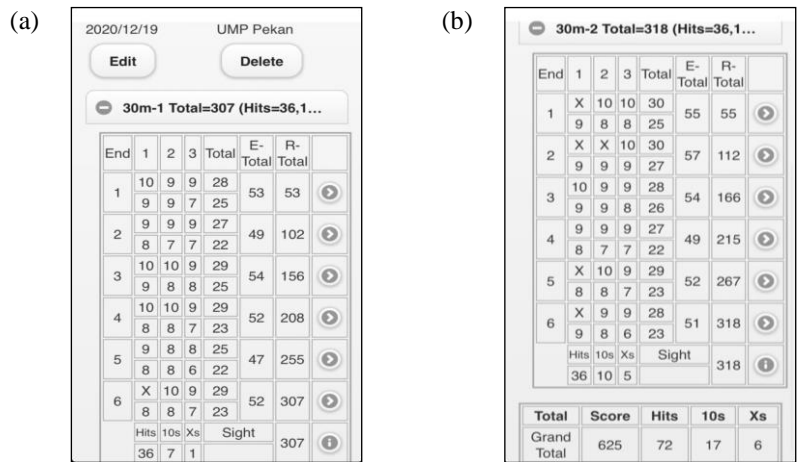 (a)
2020/12/19 UMP Pekan
Edit Delete
30m-1 Total=307 (Hits=36,1...
End 1 2 3 Total E-Total R-Total
1 10 9 9 28 53 53
9 9 7 25
2 9 9 9 27 49 102
8 7 7 22
3 10 10 9 29 54 156
9 8 8 25
4 10 10 9 29 52 208
8 8 7 23
5 9 8 8 25 47 255
8 8 6 22
6 X 10 9 29 52 307
8 8 7 23
Hits 10s Xs Sight 307
36 7 1
(b)
30m-2 Total=318 (Hits=36,1...
End 1 2 3 Total E-Total R-Total
1 X 10 10 30 55 55
9 8 8 25
2 X X 10 30 57 112
9 9 9 27
3 10 9 9 28 54 166
9 9 8 26
4 9 9 9 27 49 215
8 7 7 22
5 X 10 9 29 52 267
8 8 7 23
6 X 9 9 28 51 318
9 8 6 23
Hits 10s Xs Sight 318
36 10 5
Total Score Hits 10s Xs
Grand Total 625 72 17 6